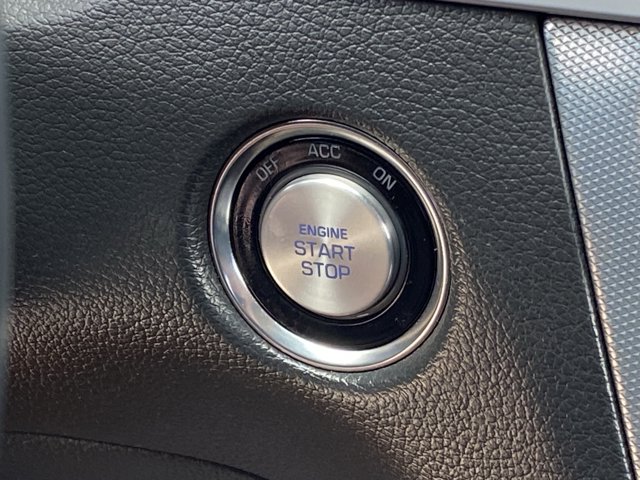 OFF ACC ON
ENGINE
START
STOP